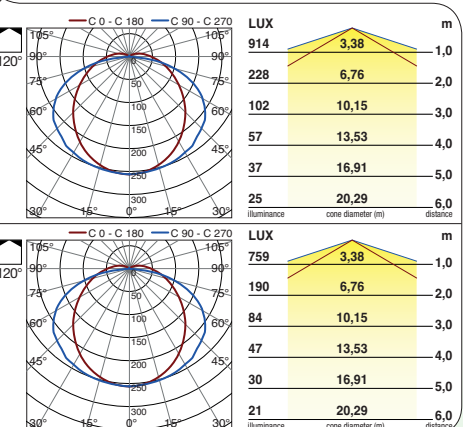 C 0 - C 180 C 90 - C 270
105° 105°
120° 90° 90°
75° 75°
60° 60°
45° 45°
30° 15° 0° 15° 30°
0
50
100
150
200
250
300
LUX m
914 3,38 1,0
228 6,76 2,0
102 10,15 3,0
57 13,53 4,0
37 16,91 5,0
25 20,29 6,0
illuminance cone diameter (m) distance
C 0 - C 180 C 90 - C 270
105° 105°
120° 90° 90°
75° 75°
60° 60°
45° 45°
30° 15° 0° 15° 30°
0
50
100
150
200
250
300
LUX m
759 3,38 1,0
190 6,76 2,0
84 10,15 3,0
47 13,53 4,0
30 16,91 5,0
21 20,29 6,0
illuminance cone diameter (m) distance